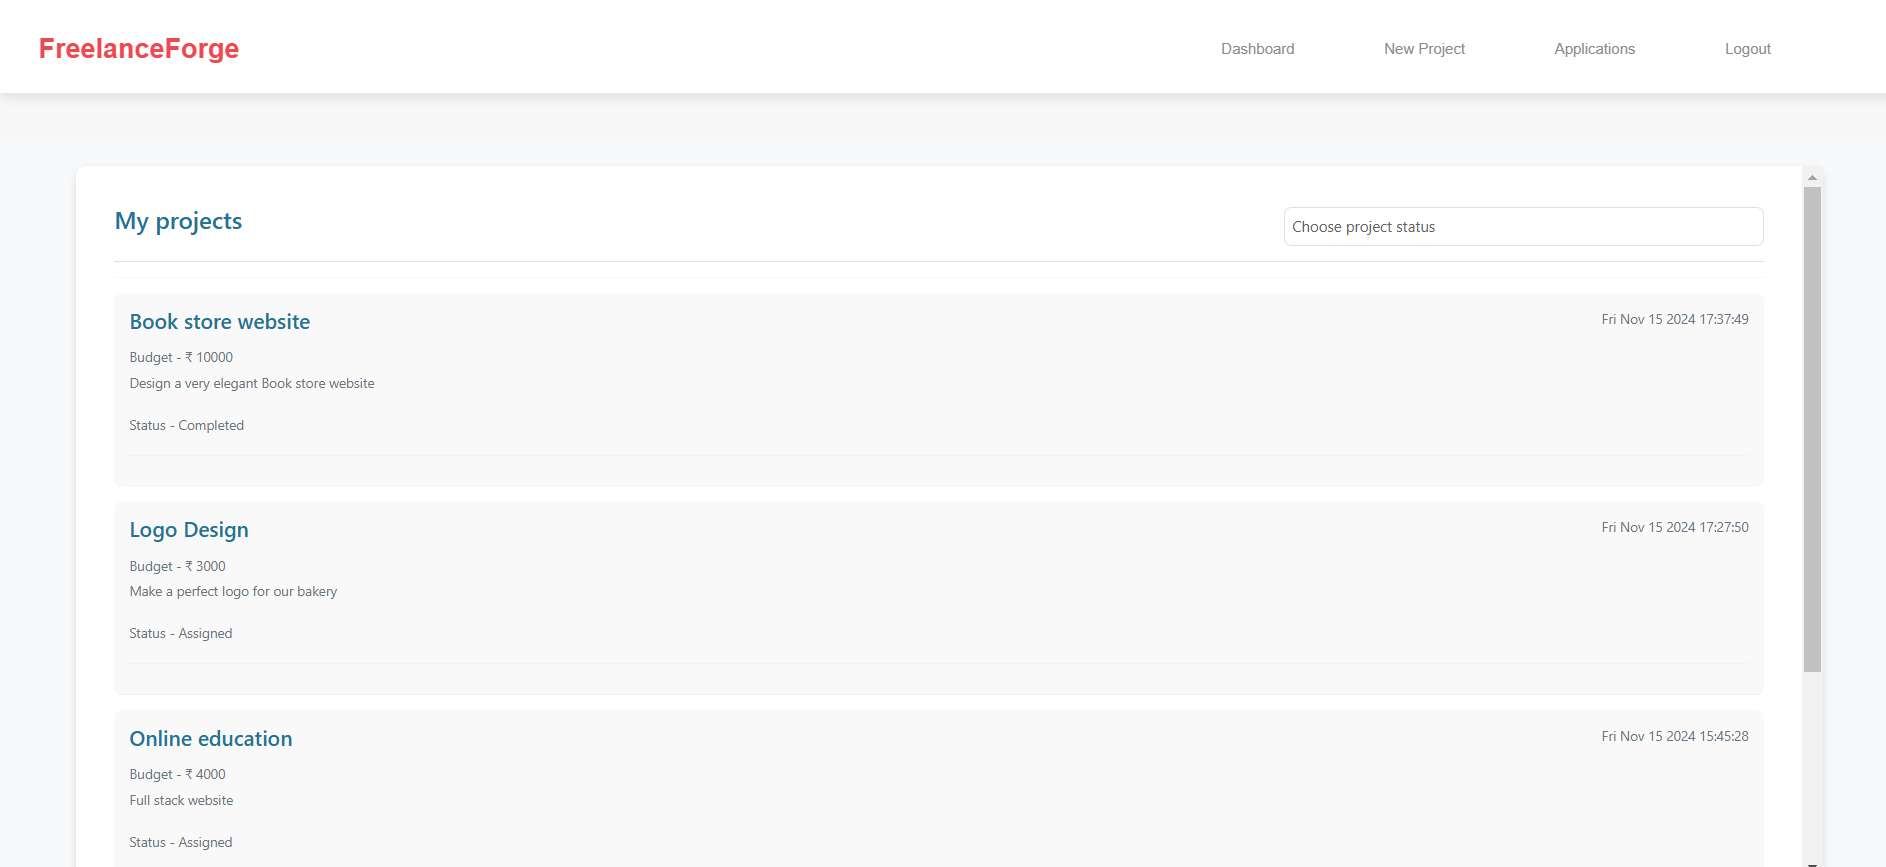 FreelanceForge
Dashboard
New Project
Applications
Logout
My projects
Choose project status
Book store website
Fri Nov 15 2024 17:37:49
Budget - ₹ 10000
Design a very elegant Book store website
Status - Completed
Logo Design
Fri Nov 15 2024 17:27:50
Budget - ₹ 3000
Make a perfect logo for our bakery
Status - Assigned
Online education
Fri Nov 15 2024 15:45:28
Budget - ₹ 4000
Full stack website
Status - Assigned